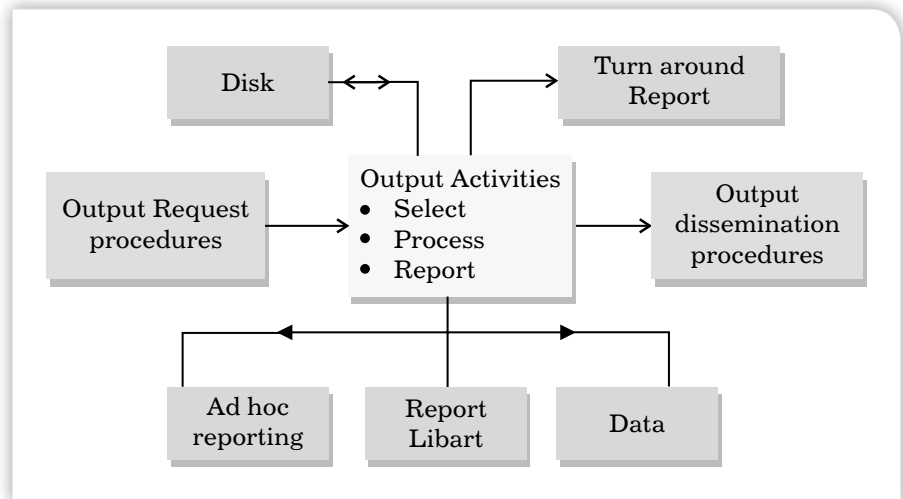 Disk
Turn around
Report
Output Request
procedures
Output Activities
• Select
• Process
• Report
Output
dissemination
procedures
Ad hoc
reporting
Report
Libart
Data